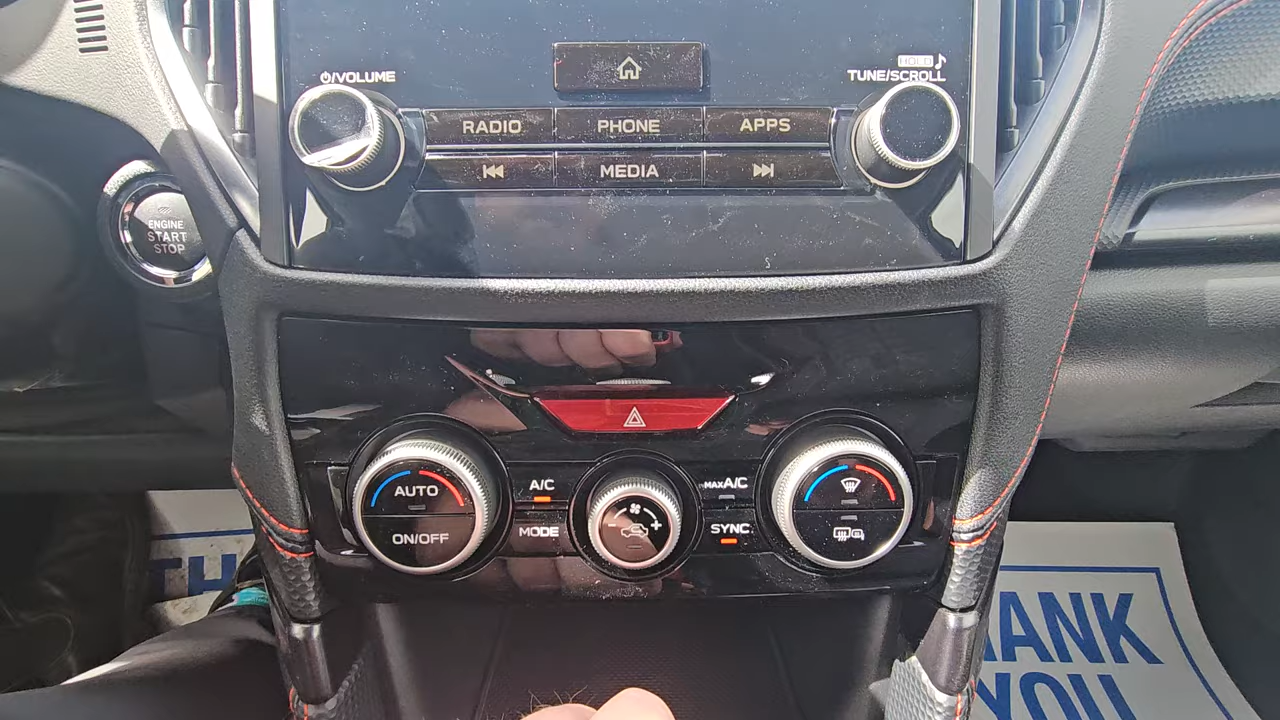 ⏻/VOLUME
HOLD ♪
TUNE/SCROLL
RADIO
PHONE
APPS
MEDIA
ENGINE
START
STOP
AUTO
ON/OFF
A/C
MODE
MAX A/C
SYNC
TH
HANK
YOU